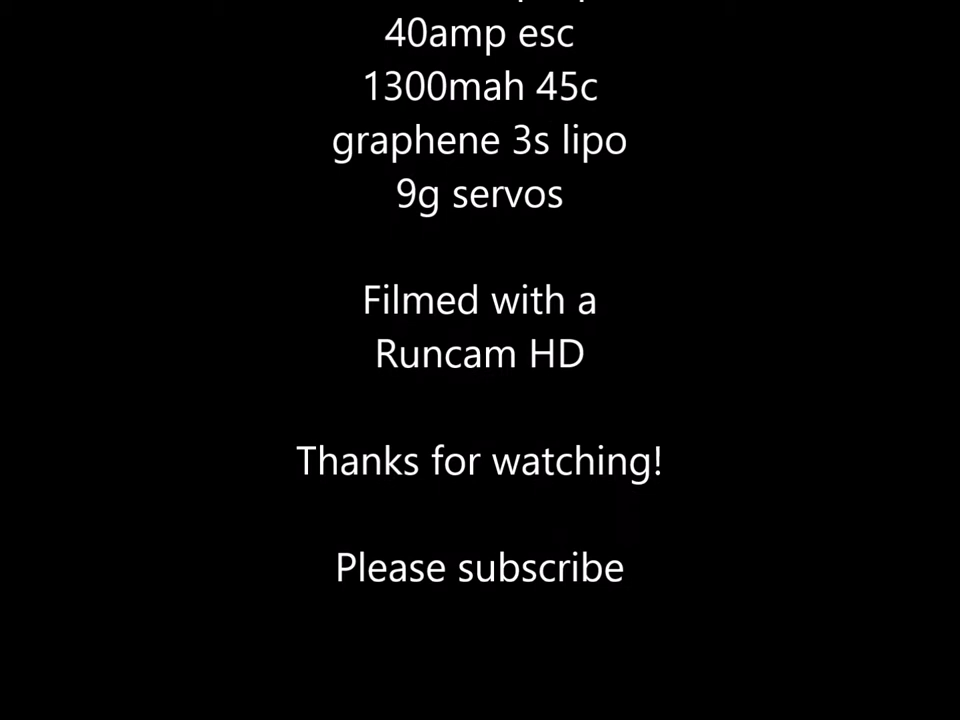 40amp esc
1300mah 45c
graphene 3s lipo
9g servos
Filmed with a
Runcam HD
Thanks for watching!
Please subscribe